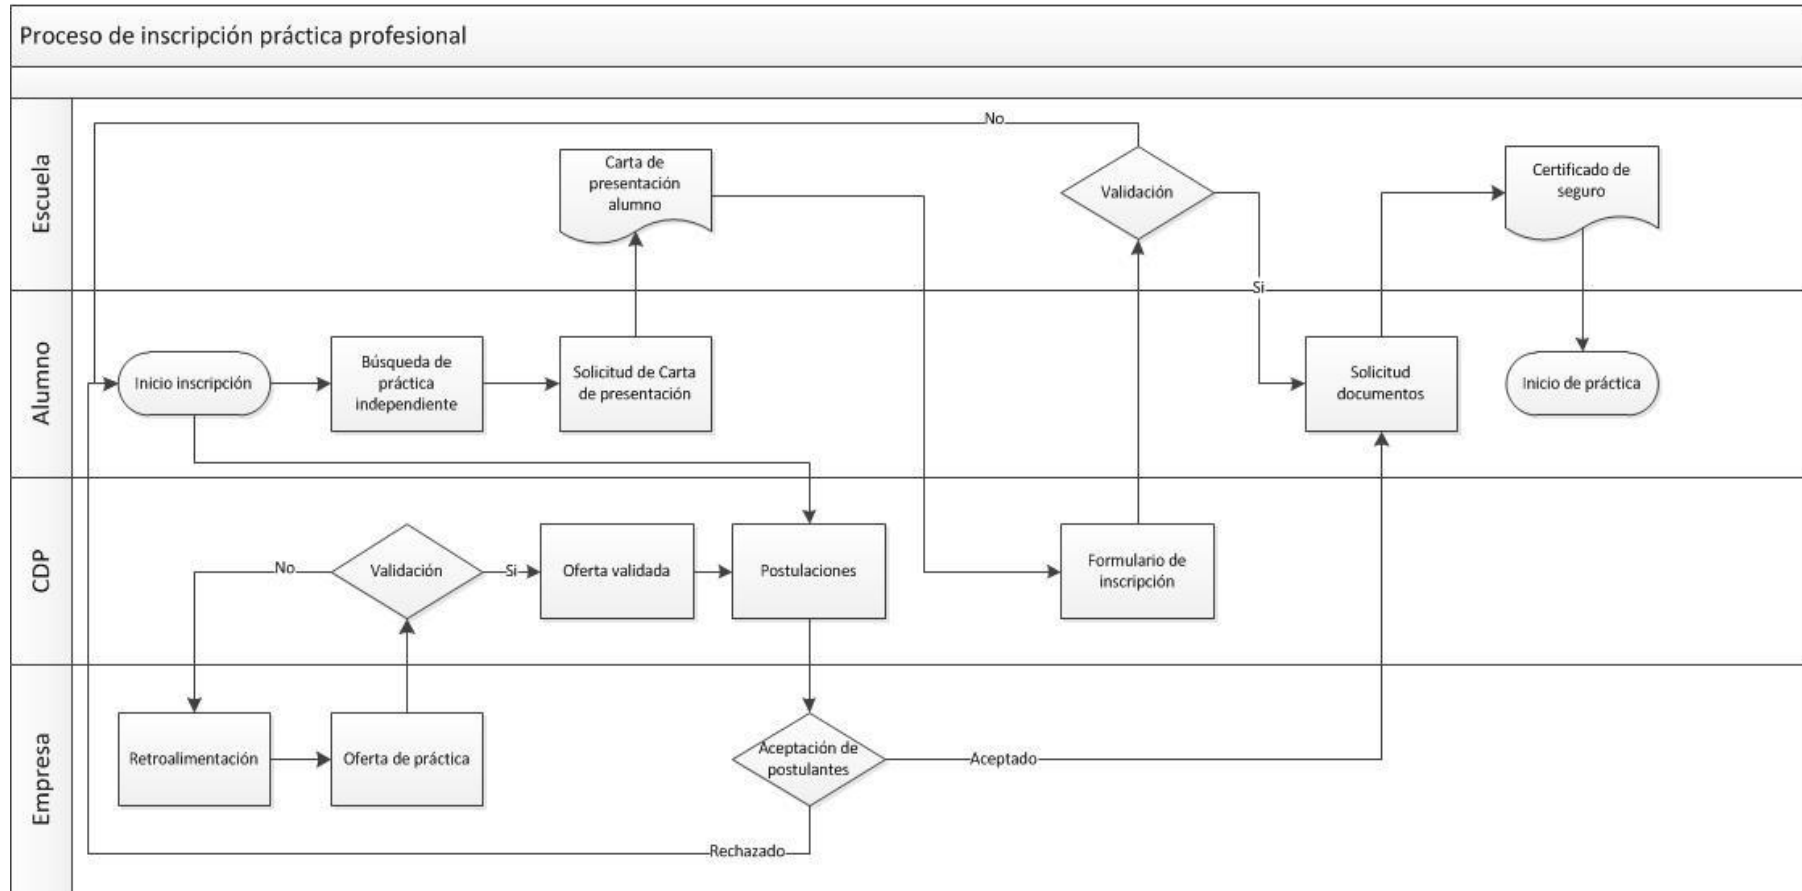 Proceso de inscripción práctica profesional
Escuela
No
Carta de
presentación
alumno
Validación
Certificado de
seguro
Si
Alumno
Inicio inscripción
Búsqueda de
práctica
independiente
Solicitud de Carta
de presentación
Solicitud
documentos
Inicio de práctica
CDP
No
Validación
Si
Oferta validada
Postulaciones
Formulario de
inscripción
Empresa
Retroalimentación
Oferta de práctica
Aceptación de
postulantes
Aceptado
Rechazado